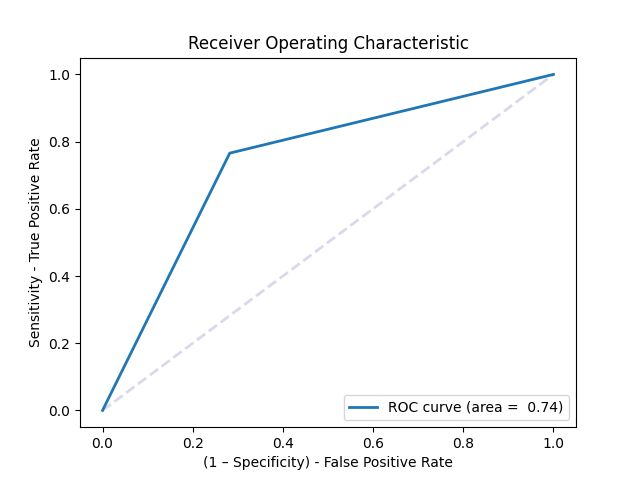 Receiver Operating Characteristic
1.0
0.8
0.6
0.4
0.2
0.0
Sensitivity - True Positive Rate
ROC curve (area =  0.74)
0.0 0.2 0.4 0.6 0.8 1.0
(1 – Specificity) - False Positive Rate